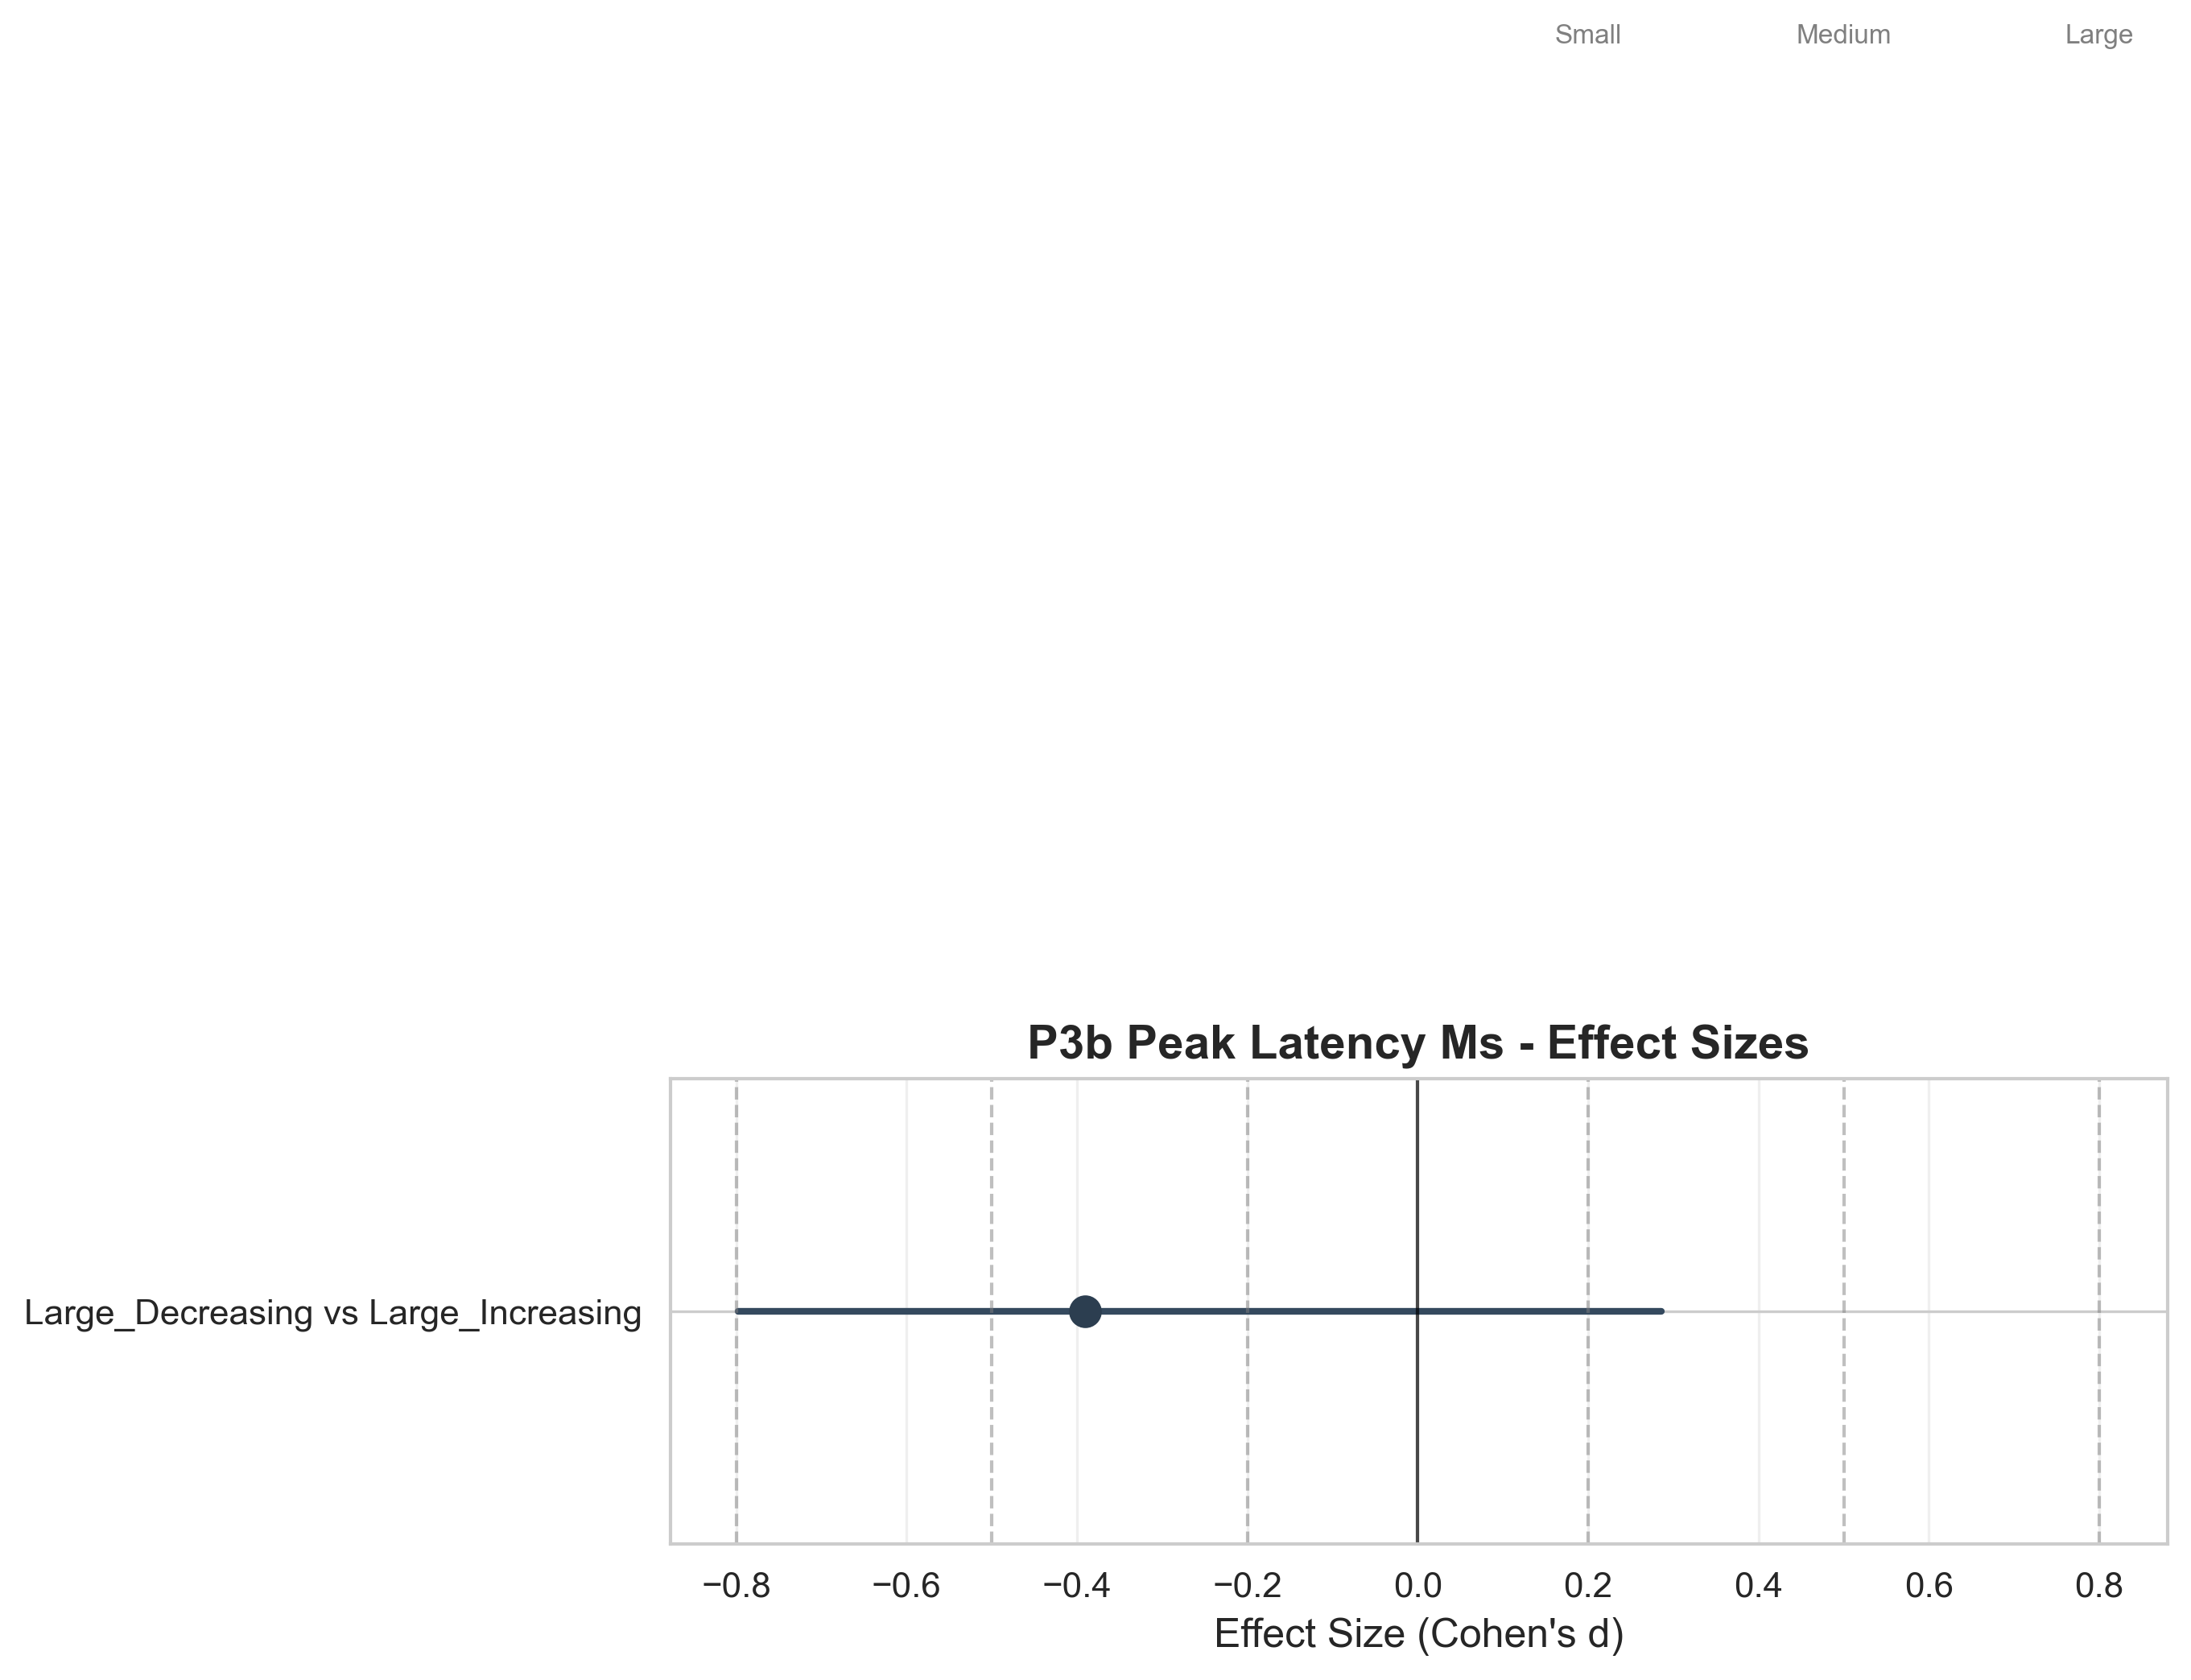 Small Medium Large
P3b Peak Latency Ms - Effect Sizes
Large_Decreasing vs Large_Increasing
−0.8 −0.6 −0.4 −0.2 0.0 0.2 0.4 0.6 0.8
Effect Size (Cohen's d)